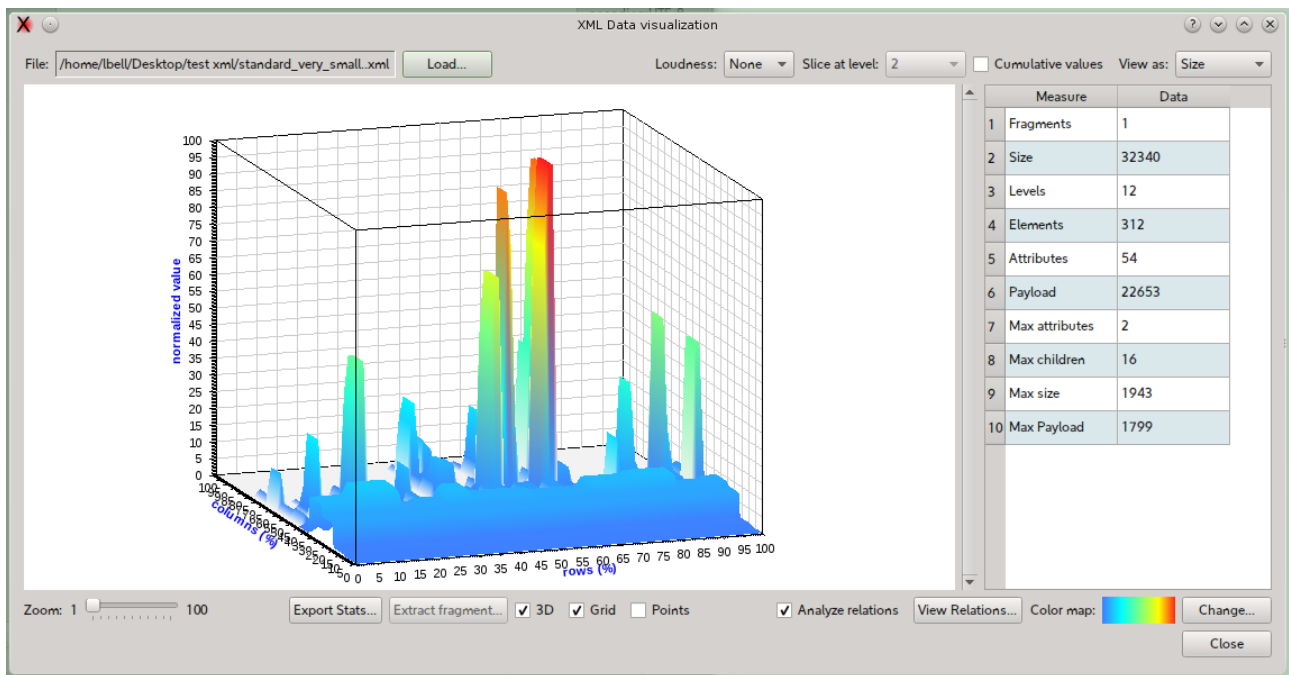 XML Data visualization
File: /home/lbell/Desktop/test xml/standard_very_small..xml Load... Loudness: None Slice at level: 2 Cumulative values View as: Size
Measure Data
1 Fragments 1
2 Size 32340
3 Levels 12
4 Elements 312
5 Attributes 54
6 Payload 22653
7 Max attributes 2
8 Max children 16
9 Max size 1943
10 Max Payload 1799
normalized value
100
95
90
85
80
75
70
65
60
55
50
45
40
35
30
25
20
15
10
5
0
columns (%)
0 5 10 15 20 25 30 35 40 45 50 55 60 65 70 75 80 85 90 95 100
rows (%)
Zoom: 1 100 Export Stats... Extract fragment... 3D Grid Points Analyze relations View Relations... Color map: Change...
Close